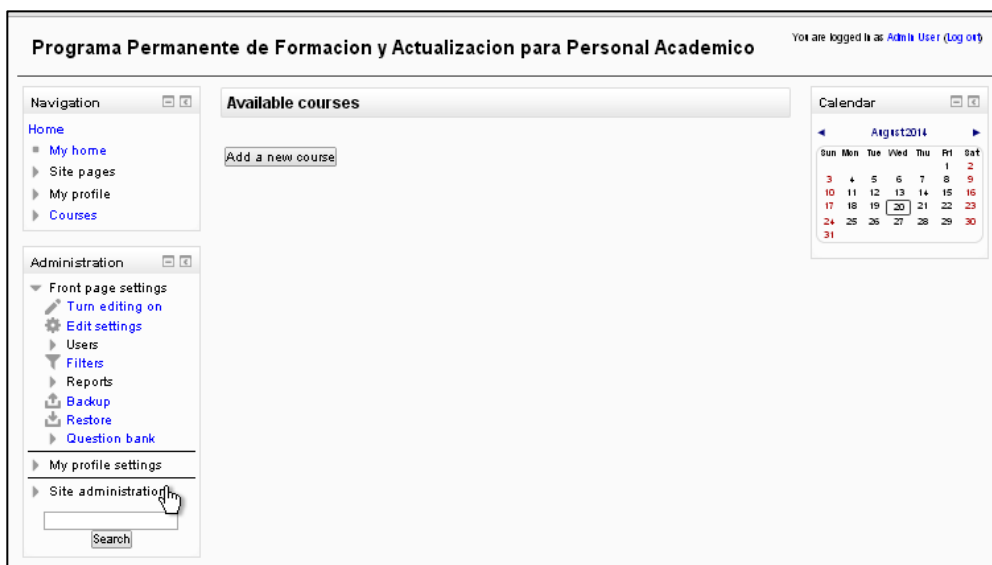 Programa Permanente de Formacion y Actualizacion para Personal Academico
You are logged in as Admin User (Log out)
Navigation
Home
My home
Site pages
My profile
Courses
Administration
Front page settings
Turn editing on
Edit settings
Users
Filters
Reports
Backup
Restore
Question bank
My profile settings
Site administration
Search
Available courses
Add a new course
Calendar
August 2014
Sun Mon Tue Wed Thu Fri Sat
1 2
3 4 5 6 7 8 9
10 11 12 13 14 15 16
17 18 19 20 21 22 23
24 25 26 27 28 29 30
31